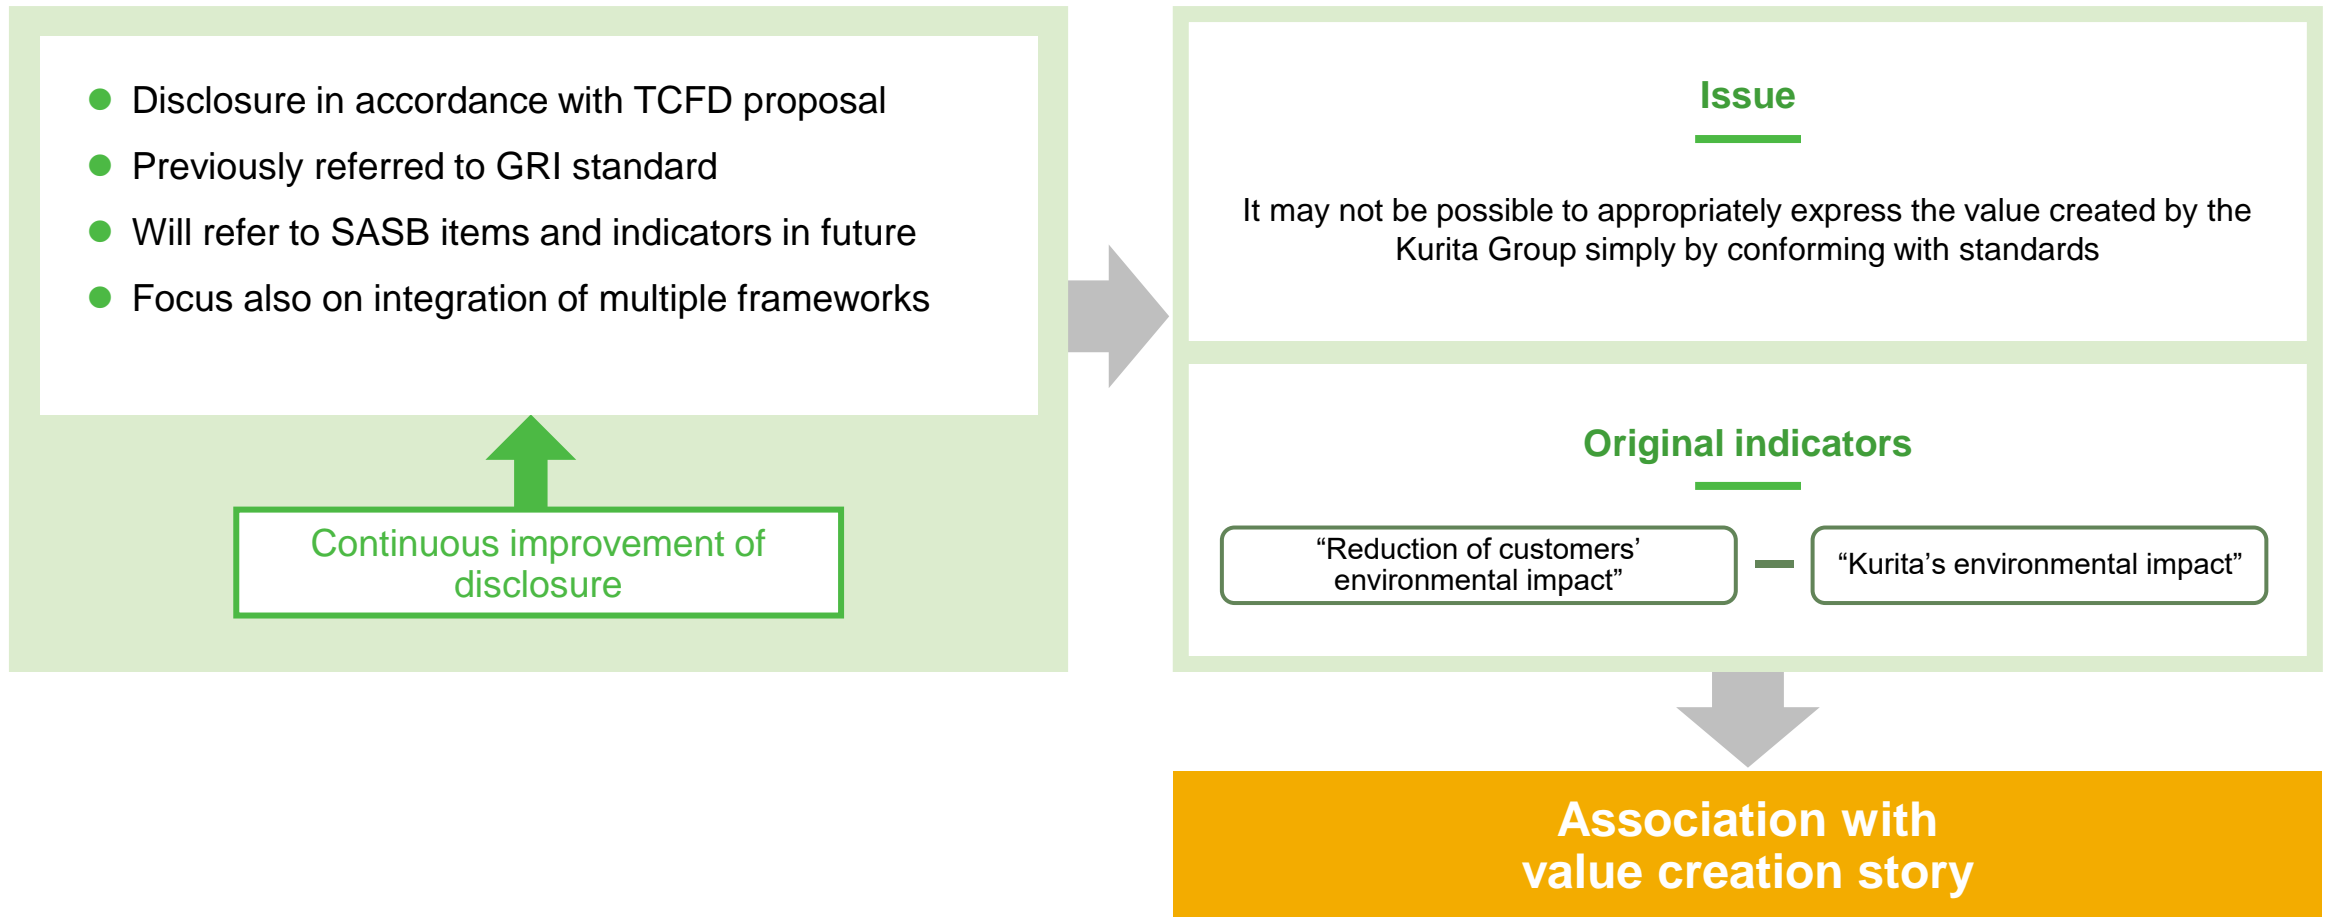 ● Disclosure in accordance with TCFD proposal
● Previously referred to GRI standard
● Will refer to SASB items and indicators in future
● Focus also on integration of multiple frameworks
Continuous improvement of
disclosure
Issue
It may not be possible to appropriately express the value created by the
Kurita Group simply by conforming with standards
Original indicators
“Reduction of customers’
environmental impact”
“Kurita’s environmental impact”
Association with
value creation story